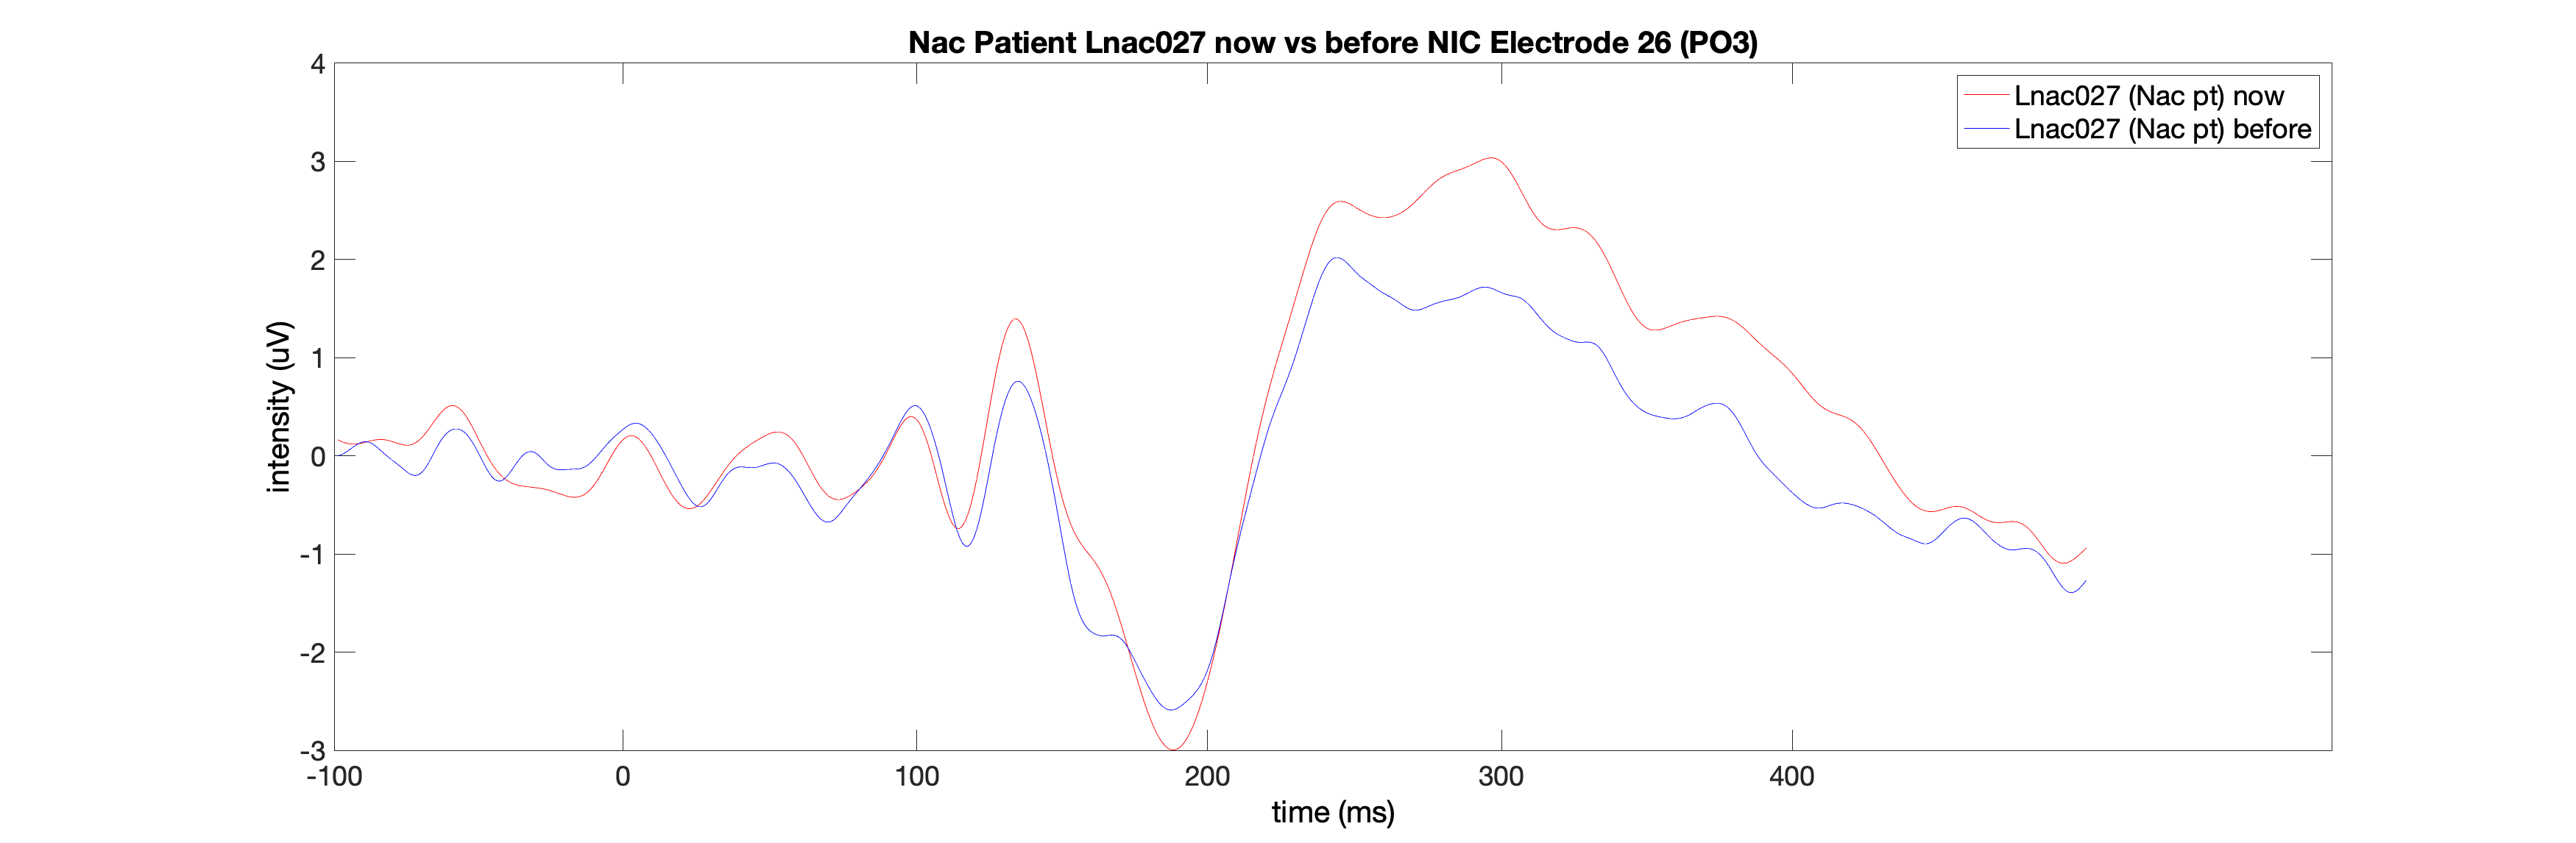 Nac Patient Lnac027 now vs before NIC Electrode 26 (PO3)
Lnac027 (Nac pt) now
Lnac027 (Nac pt) before
intensity (uV)
4
3
2
1
0
-1
-2
-3
-100 0 100 200 300 400
time (ms)